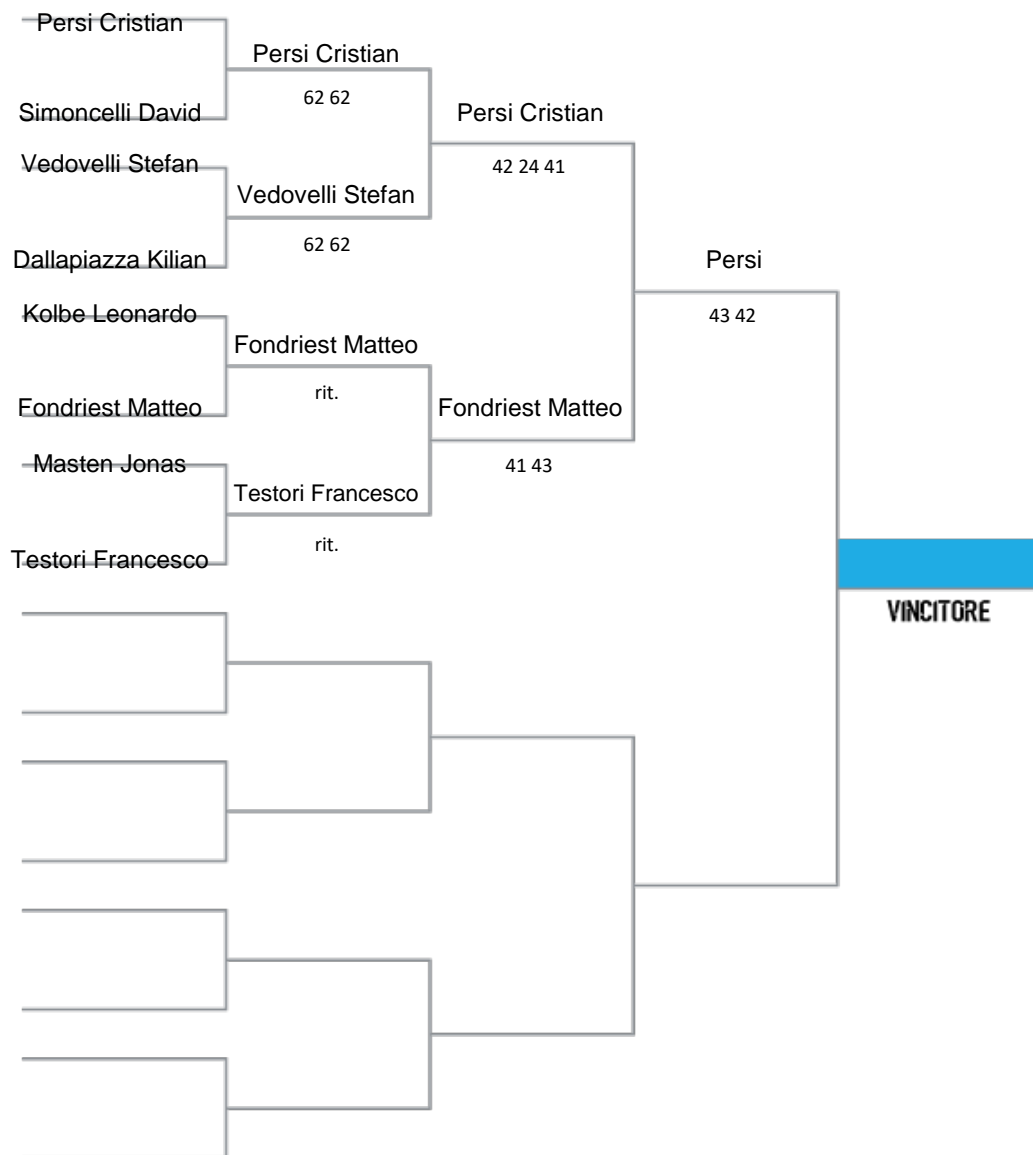 Persi Cristian
Persi Cristian
62 62
Simoncelli David
Persi Cristian
Vedovelli Stefan
42 24 41
Vedovelli Stefan
62 62
Dallapiazza Kilian
Persi
Kolbe Leonardo
43 42
Fondriest Matteo
rit.
Fondriest Matteo
Fondriest Matteo
Masten Jonas
41 43
Testori Francesco
rit.
Testori Francesco
VINCITORE